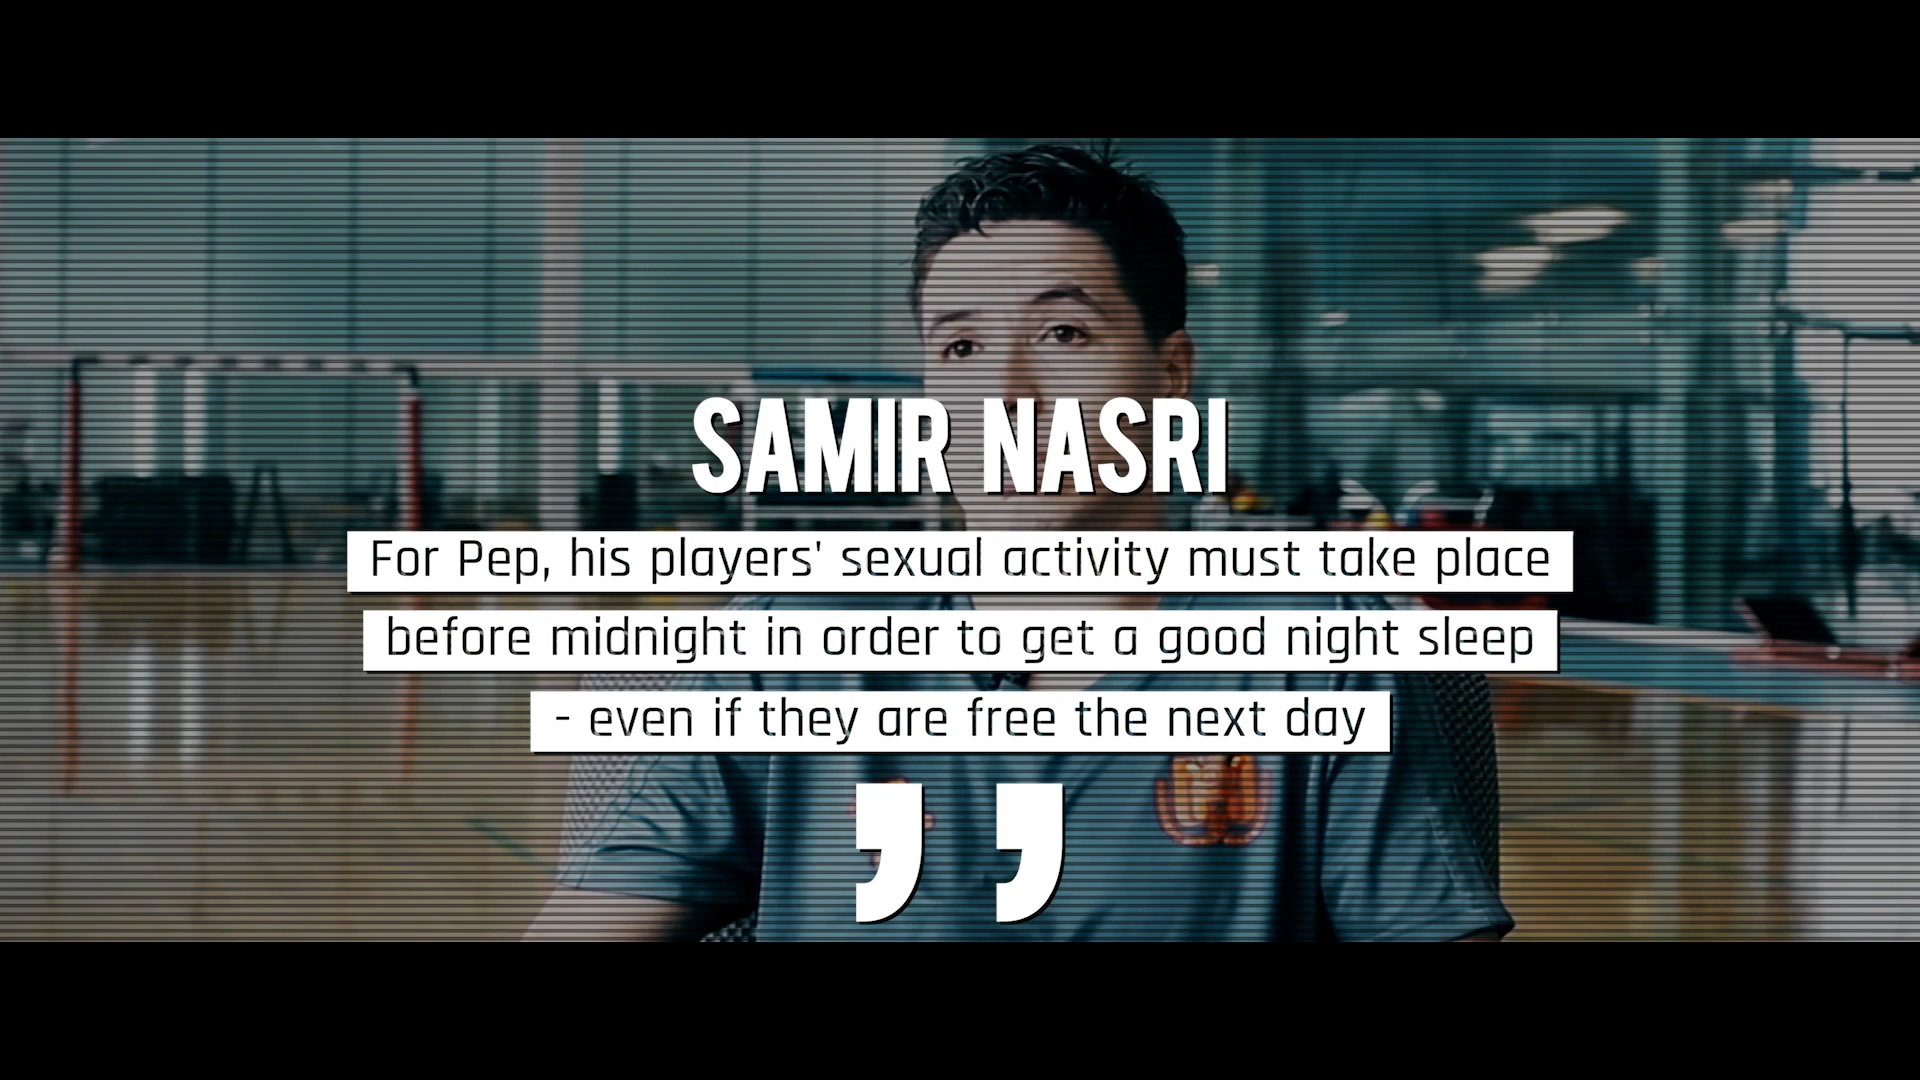 SAMIR NASRI
For Pep, his players' sexual activity must take place
before midnight in order to get a good night sleep
- even if they are free the next day
"